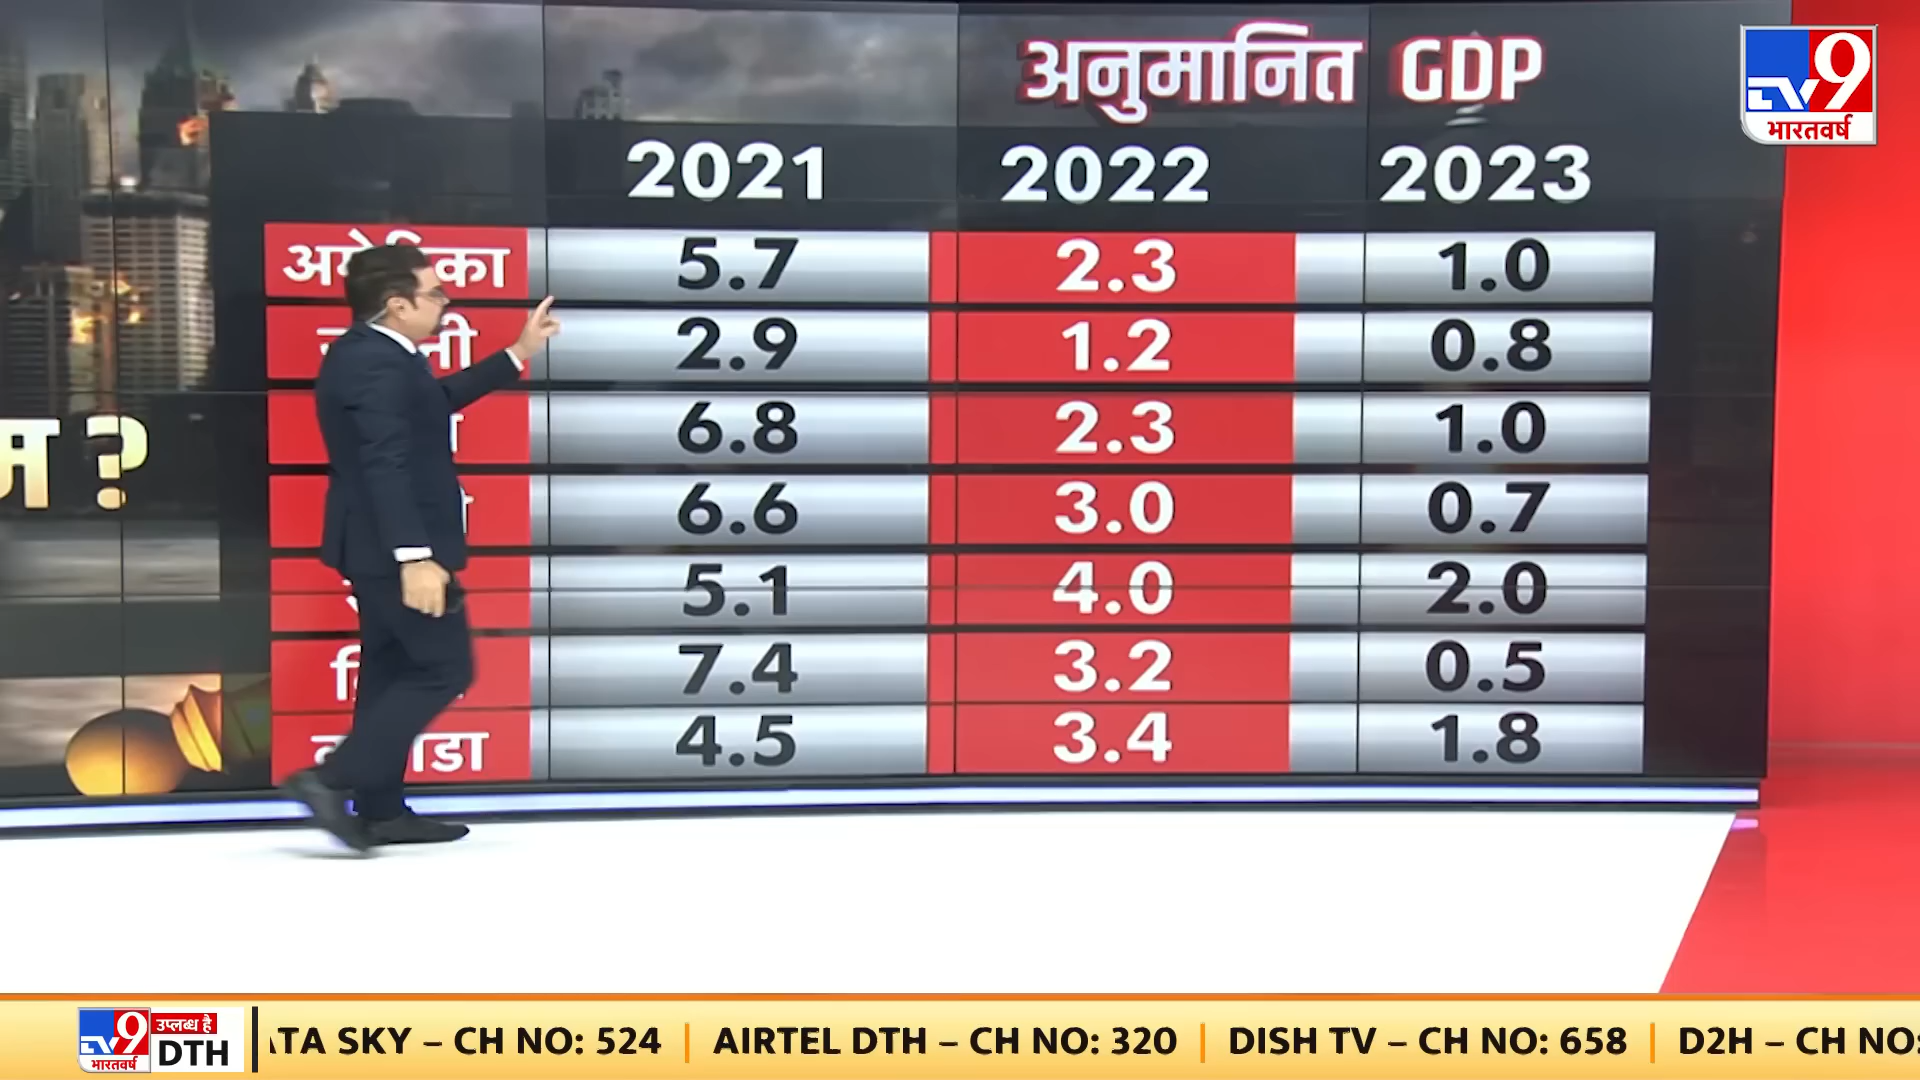 अनुमानित GDP
2021 2022 2023
5.7 2.3 1.0
2.9 1.2 0.8
6.8 2.3 1.0
6.6 3.0 0.7
5.1 4.0 2.0
7.4 3.2 0.5
4.5 3.4 1.8
?
TV9
भारतवर्ष
TV9 भारतवर्ष उपलब्ध है DTH
ATA SKY – CH NO: 524 | AIRTEL DTH – CH NO: 320 | DISH TV – CH NO: 658 | D2H – CH NO: